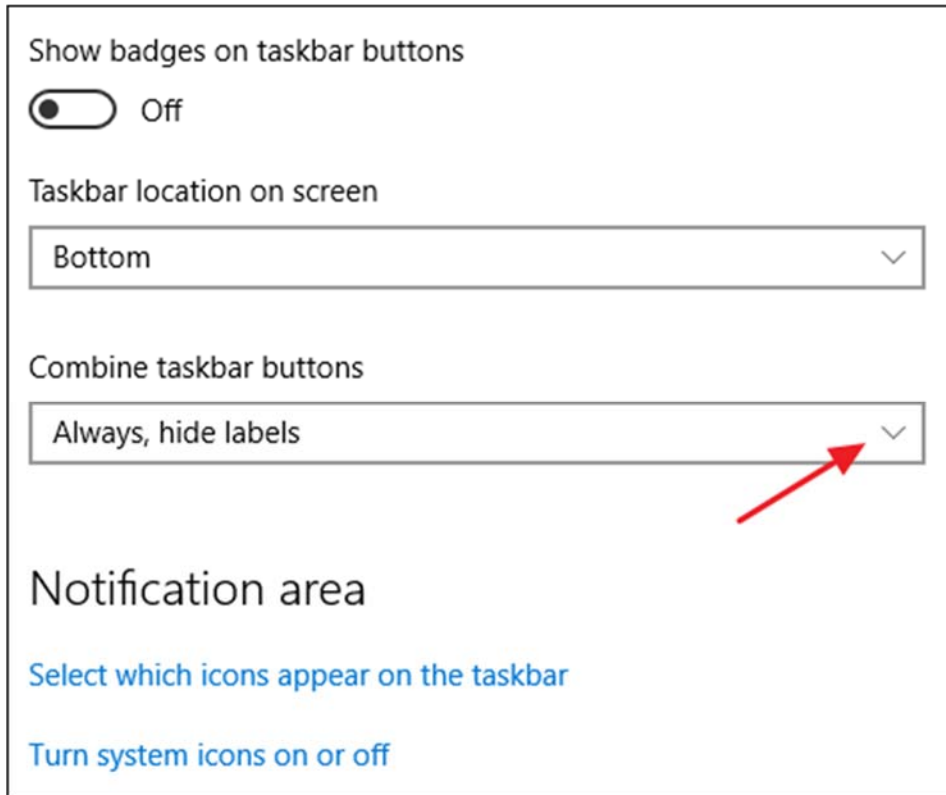 Show badges on taskbar buttons
Off
Taskbar location on screen
Bottom
Combine taskbar buttons
Always, hide labels
Notification area
Select which icons appear on the taskbar
Turn system icons on or off